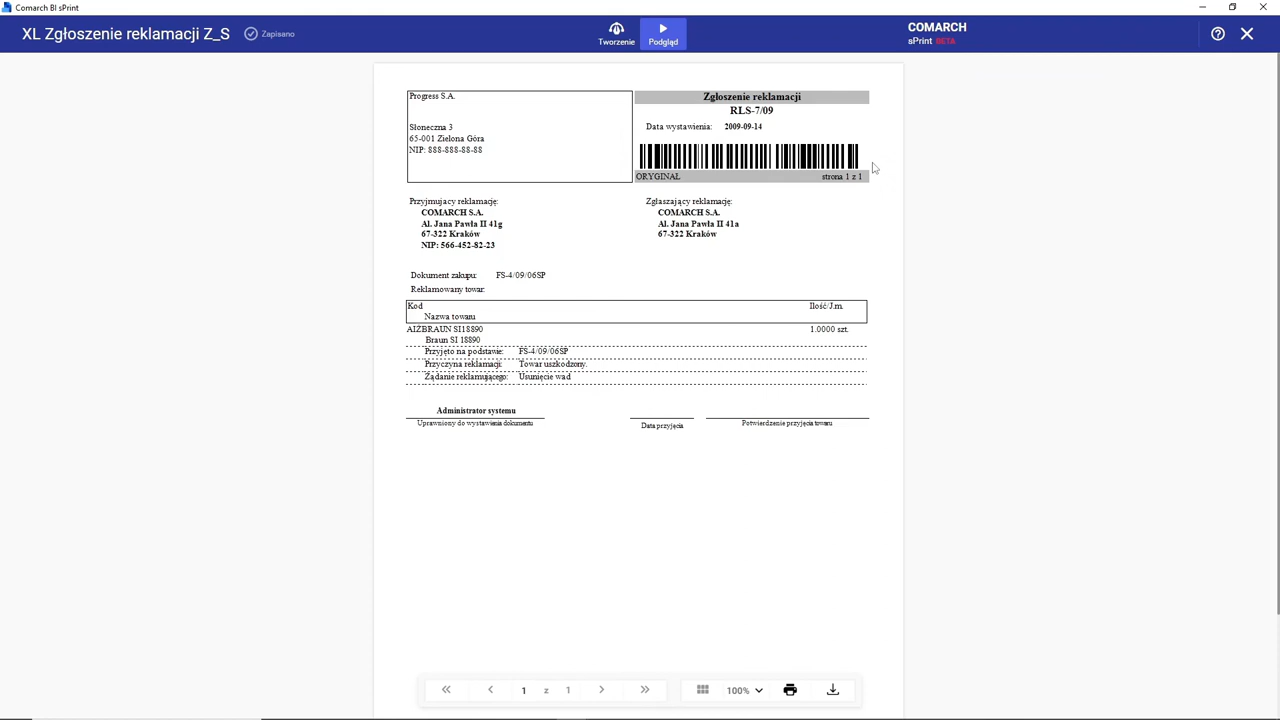 Comarch BI sPrint
XL Zgłoszenie reklamacji Z_S
Zapisano
Tworzenie
Podgląd
COMARCH
sPrint BETA
Progress S.A.
Słoneczna 3
65-001 Zielona Góra
NIP: 888-888-88-88
Zgłoszenie reklamacji
RLS-7/09
Data wystawienia: 2009-09-14
ORYGINAŁ strona 1 z 1
Przyjmujący reklamację:
COMARCH S.A.
Al. Jana Pawła II 41g
67-322 Kraków
NIP: 566-452-82-23
Zgłaszający reklamację:
COMARCH S.A.
Al. Jana Pawła II 41a
67-322 Kraków
Dokument zakupu: FS-4/09/06SP
Reklamowany towar:
Kod Ilość/J.m.
Nazwa towaru
AIZBRAUN SI18890 1.0000 szt.
Braun SI 18890
Przyjęto na podstawie: FS-4/09/06SP
Przyczyna reklamacji: Towar uszkodzony.
Żądanie reklamującego: Usunięcie wad
Administrator systemu
Uprawniony do wystawienia dokumentu
Data przyjęcia
Potwierdzenie przyjęcia towaru
1 z 1
100%